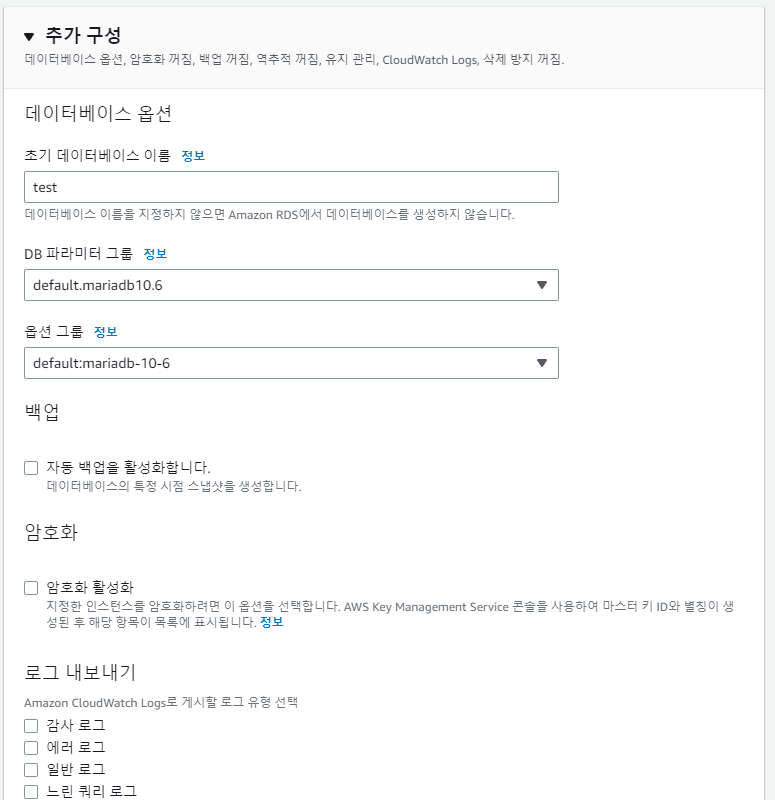 추가 구성
데이터베이스 옵션, 암호화 꺼짐, 백업 꺼짐, 역추적 꺼짐, 유지 관리, CloudWatch Logs, 삭제 방지 꺼짐.
데이터베이스 옵션
초기 데이터베이스 이름 정보
test
데이터베이스 이름을 지정하지 않으면 Amazon RDS에서 데이터베이스를 생성하지 않습니다.
DB 파라미터 그룹 정보
default.mariadb10.6
옵션 그룹 정보
default:mariadb-10-6
백업
자동 백업을 활성화합니다.
데이터베이스의 특정 시점 스냅샷을 생성합니다.
암호화
암호화 활성화
지정한 인스턴스를 암호화하려면 이 옵션을 선택합니다. AWS Key Management Service 콘솔을 사용하여 마스터 키 ID와 별칭이 생
성된 후 해당 항목이 목록에 표시됩니다. 정보
로그 내보내기
Amazon CloudWatch Logs로 게시할 로그 유형 선택
감사 로그
에러 로그
일반 로그
느린 쿼리 로그